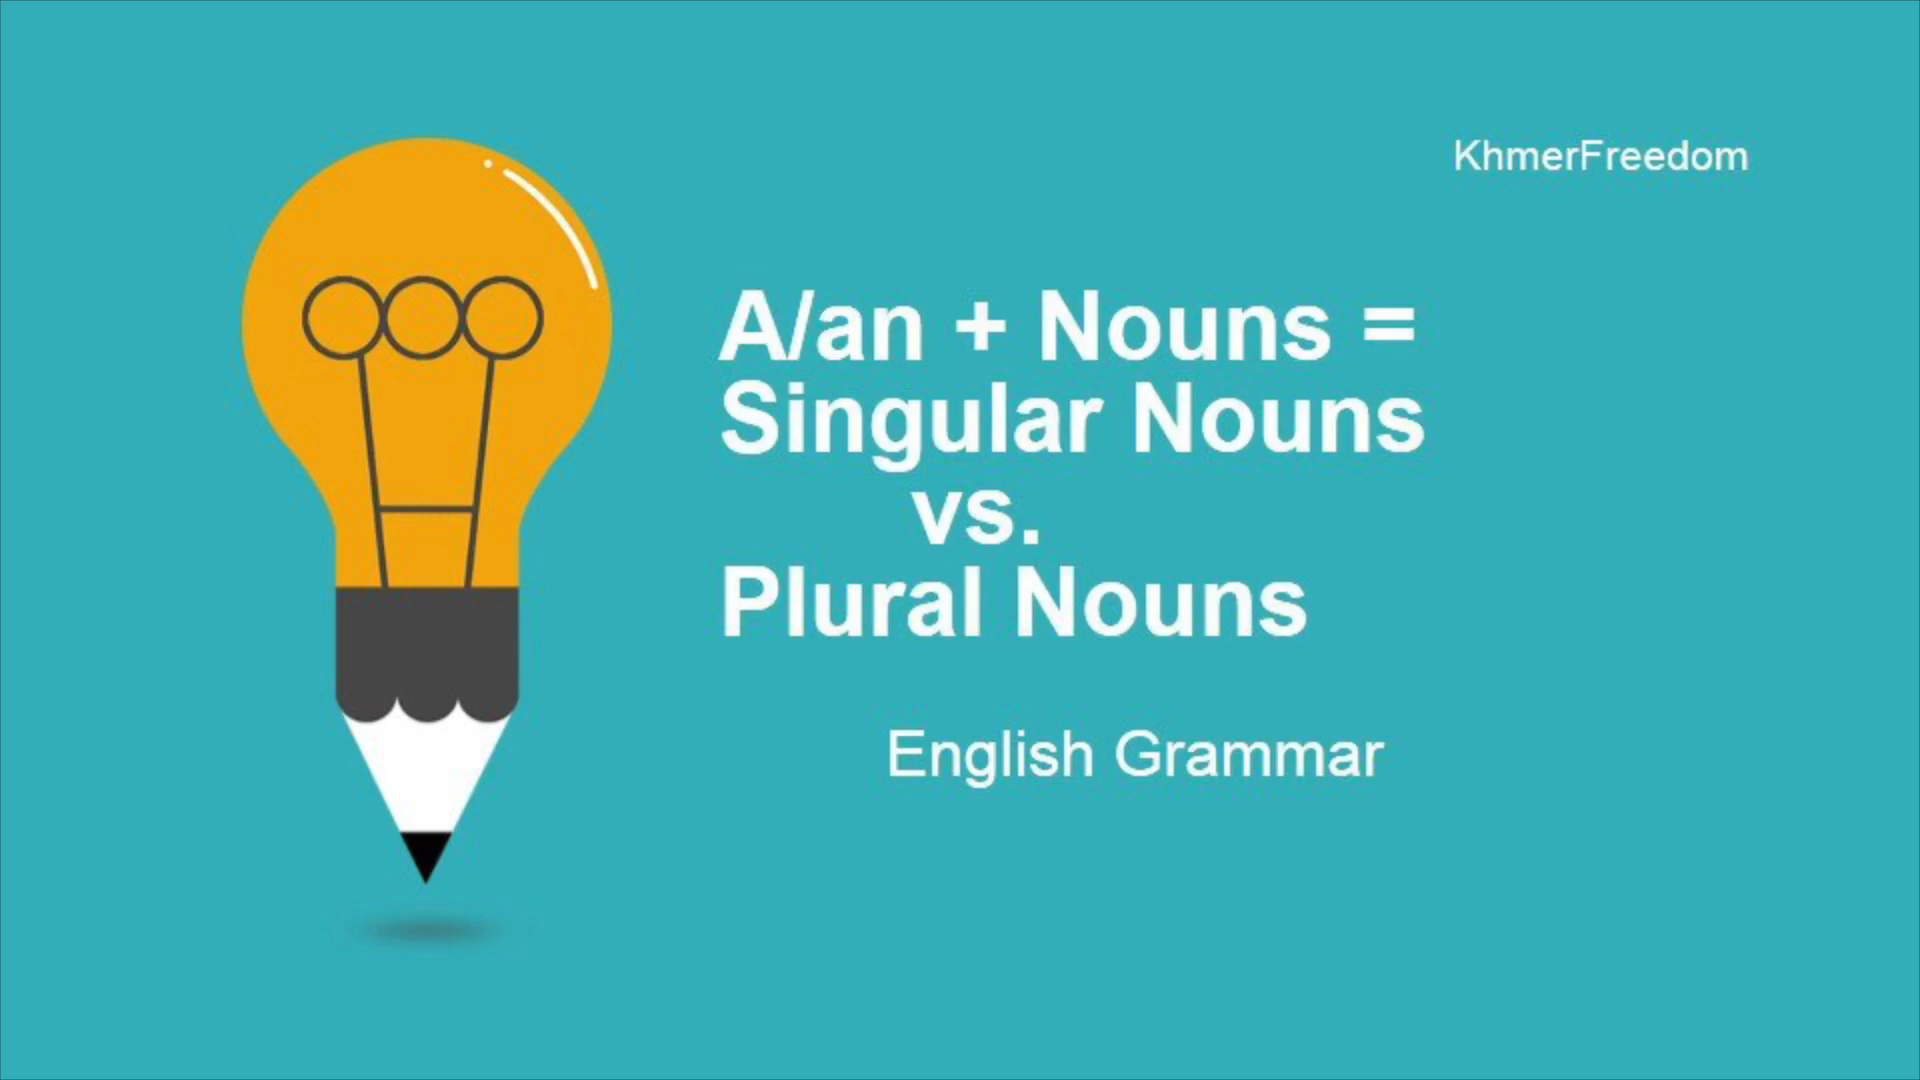 KhmerFreedom
A/an + Nouns =
Singular Nouns
vs.
Plural Nouns
English Grammar